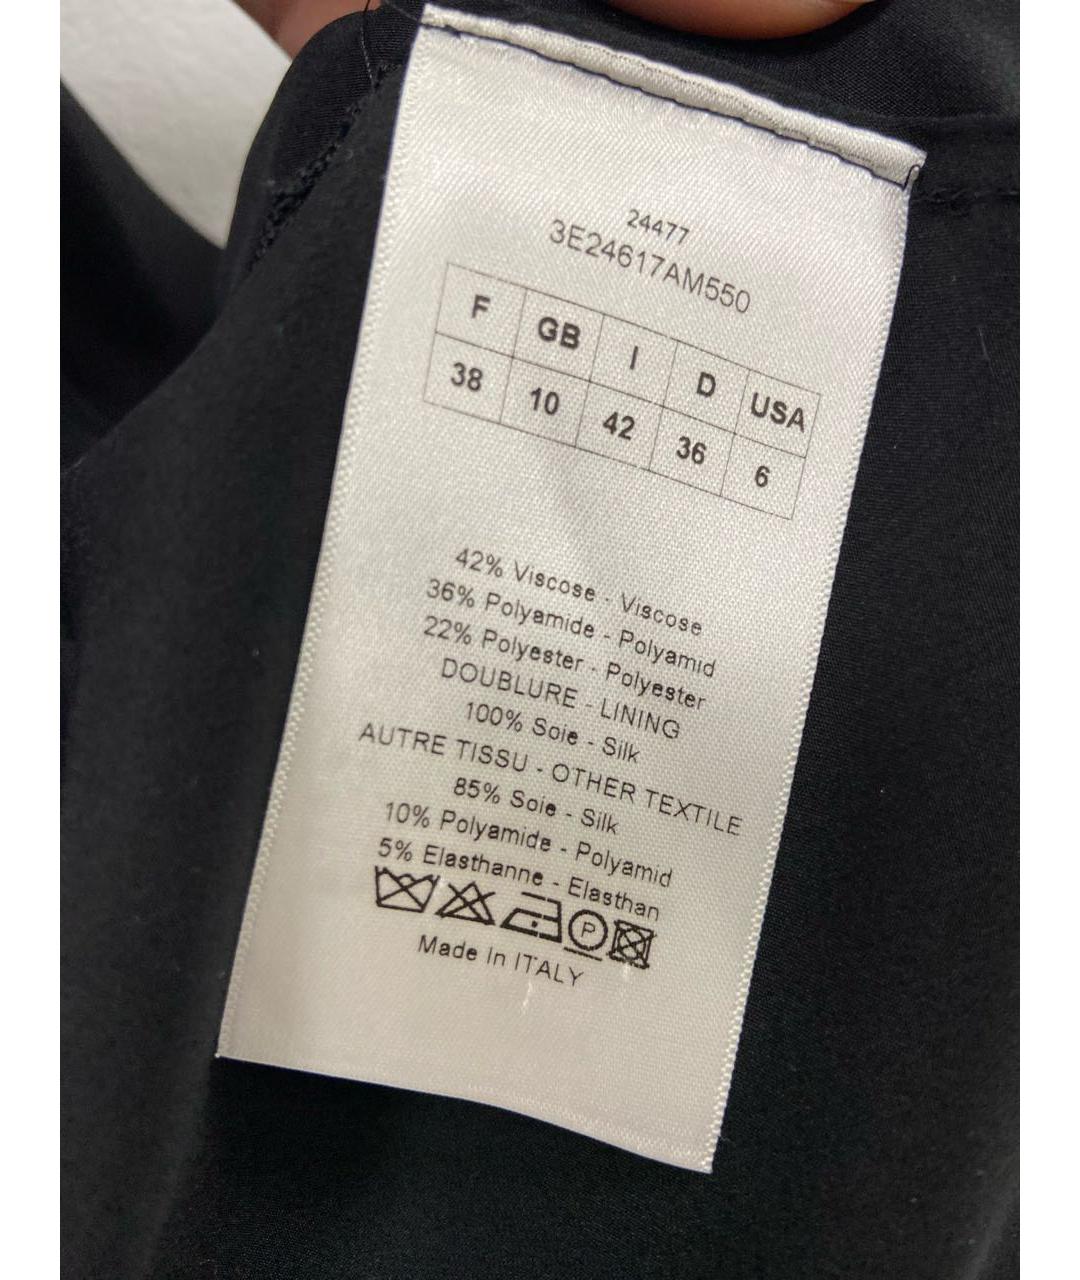 24477
3E24617AM550
F GB I D USA
38 10 42 36 6
42% Viscose - Viscose
36% Polyamide - Polyamid
22% Polyester - Polyester
DOUBLURE - LINING
100% Soie - Silk
AUTRE TISSU - OTHER TEXTILE
85% Soie - Silk
10% Polyamide - Polyamid
5% Elasthanne - Elasthan
P
Made in ITALY